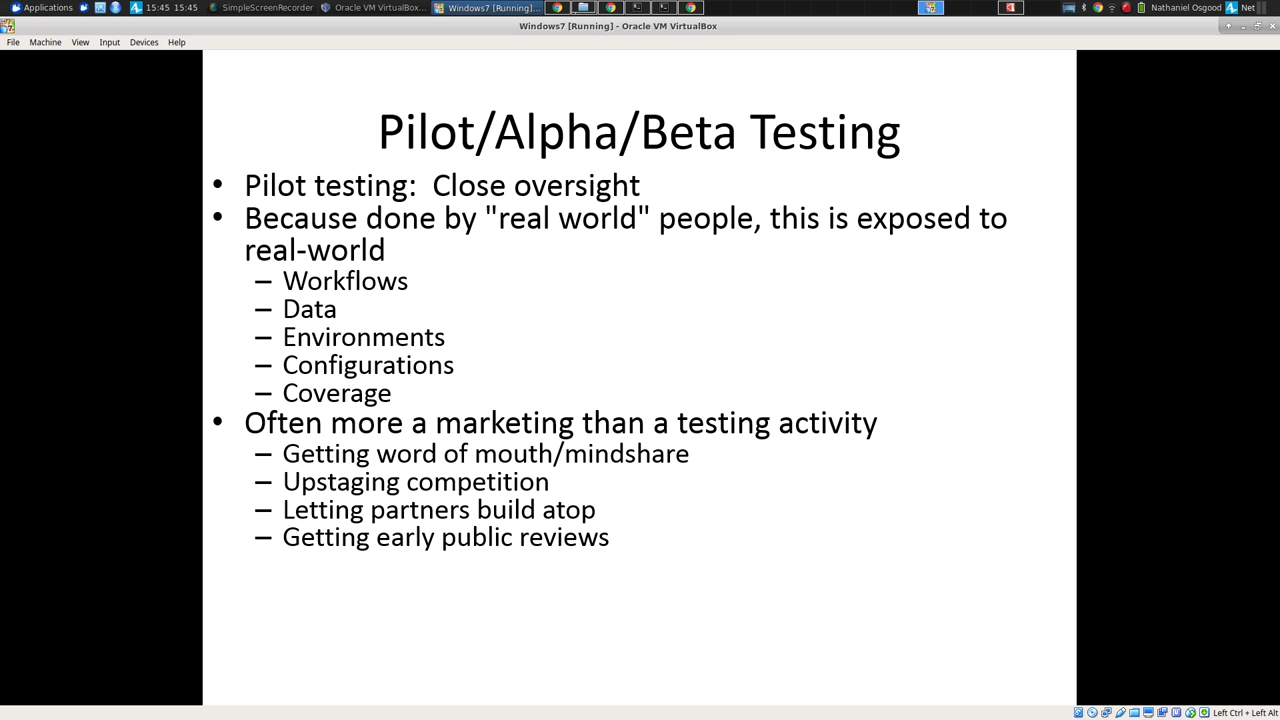 Applications
15:45 15:45
SimpleScreenRecorder
Oracle VM VirtualBox...
Windows7 [Running]...
Nathaniel Osgood
Net
Windows7 [Running] - Oracle VM VirtualBox
File Machine View Input Devices Help
Pilot/Alpha/Beta Testing
• Pilot testing: Close oversight
• Because done by "real world" people, this is exposed to
real-world
– Workflows
– Data
– Environments
– Configurations
– Coverage
• Often more a marketing than a testing activity
– Getting word of mouth/mindshare
– Upstaging competition
– Letting partners build atop
– Getting early public reviews
Left Ctrl + Left Alt